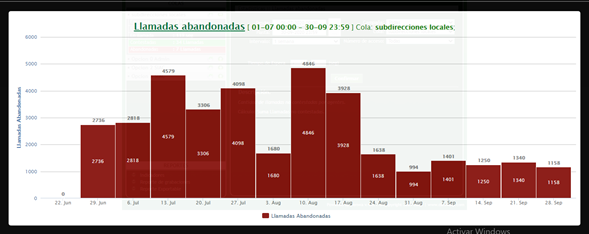 Llamadas abandonadas [ 01-07 00:00 - 30-09 23:59 ] Cola: subdirecciones locales;
Llamadas Abandonadas
6000
5000
4000
3000
2000
1000
0
0
2736
2818
4579
3306
4098
1680
4886
3928
1638
994
1401
1250
1340
1158
2736
2818
4579
3306
4098
1680
4846
3928
1638
994
1401
1250
1340
1158
22. Jun
29. Jun
6. Jul
13. Jul
20. Jul
27. Jul
3. Aug
10. Aug
17. Aug
24. Aug
31. Aug
7. Sep
14. Sep
21. Sep
28. Sep
Llamadas Abandonadas
Activar Windows